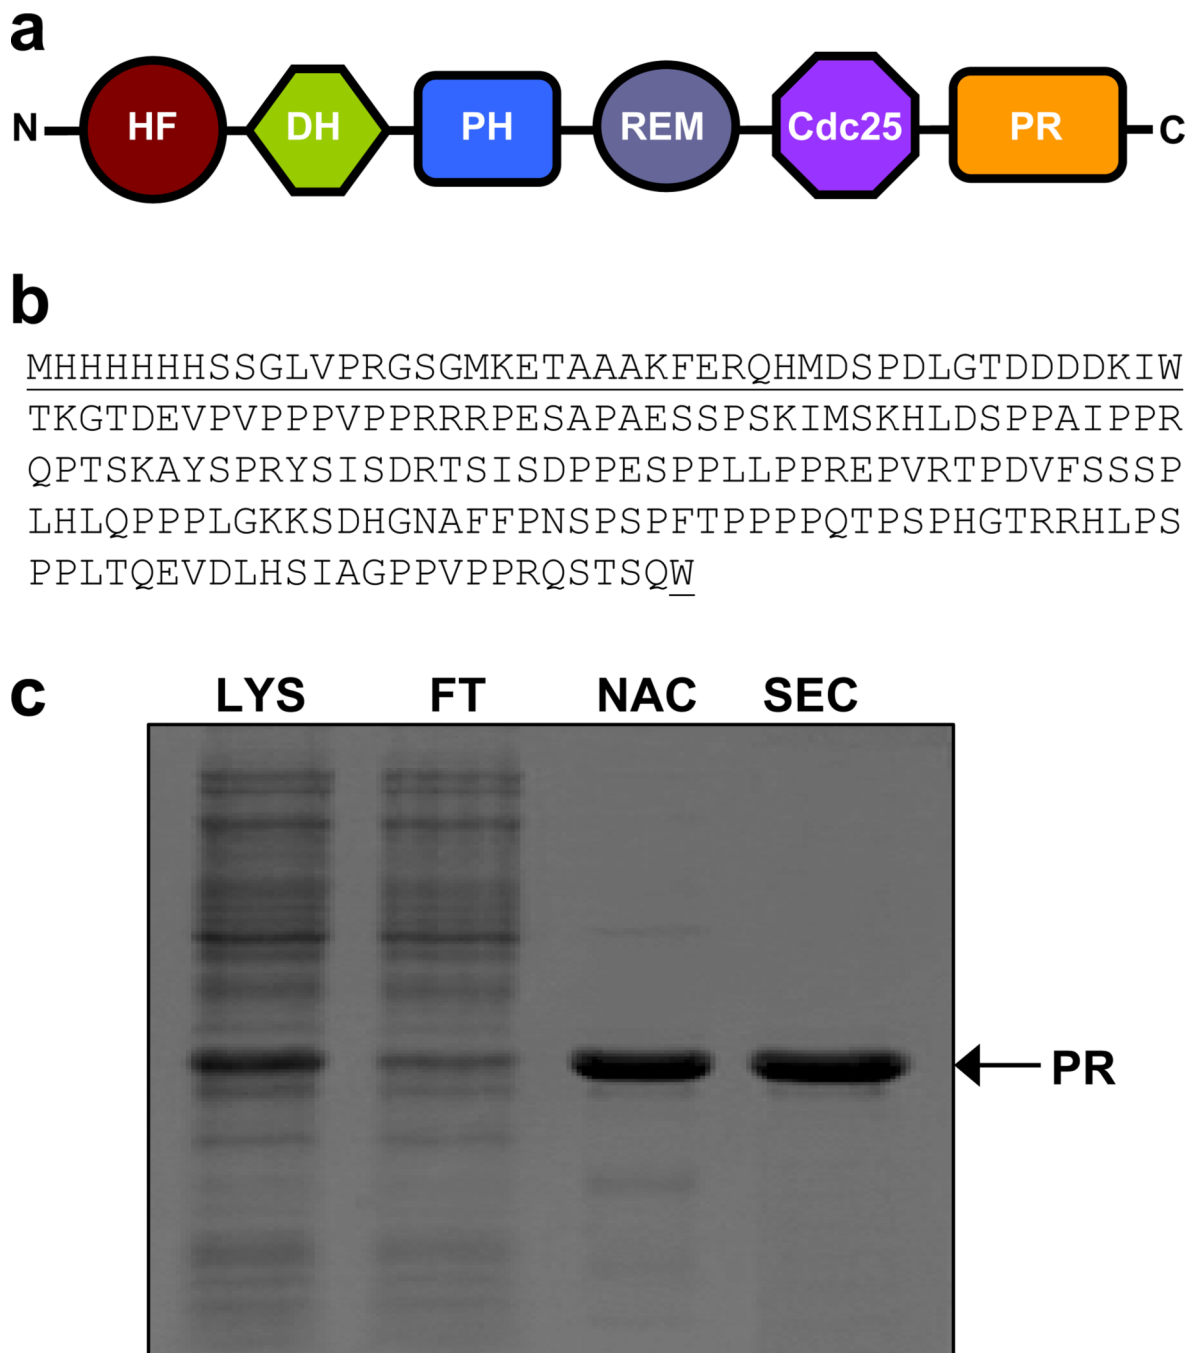 a
N HF DH PH REM Cdc25 PR C
b
MHHHHHHSSGLVPRGSGMKETAAAKFERQHMDSPDLGTDDDDKIW
TKGTDEVPVPPPVPPRRRPESAPAESSPSKIMSKHLDSPPAIPPR
QPTSKAYSPRYSISDRTSISDPPESPPLLPPREPVRTPDVFSSSP
LHLQPPPLGKKSDHGNAFFPNSPSPFTPPPPQTPSPHGTRRHLPS
PPLTQEVDLHSIAGPPVPPRQSTSQW
c
LYS FT NAC SEC
PR